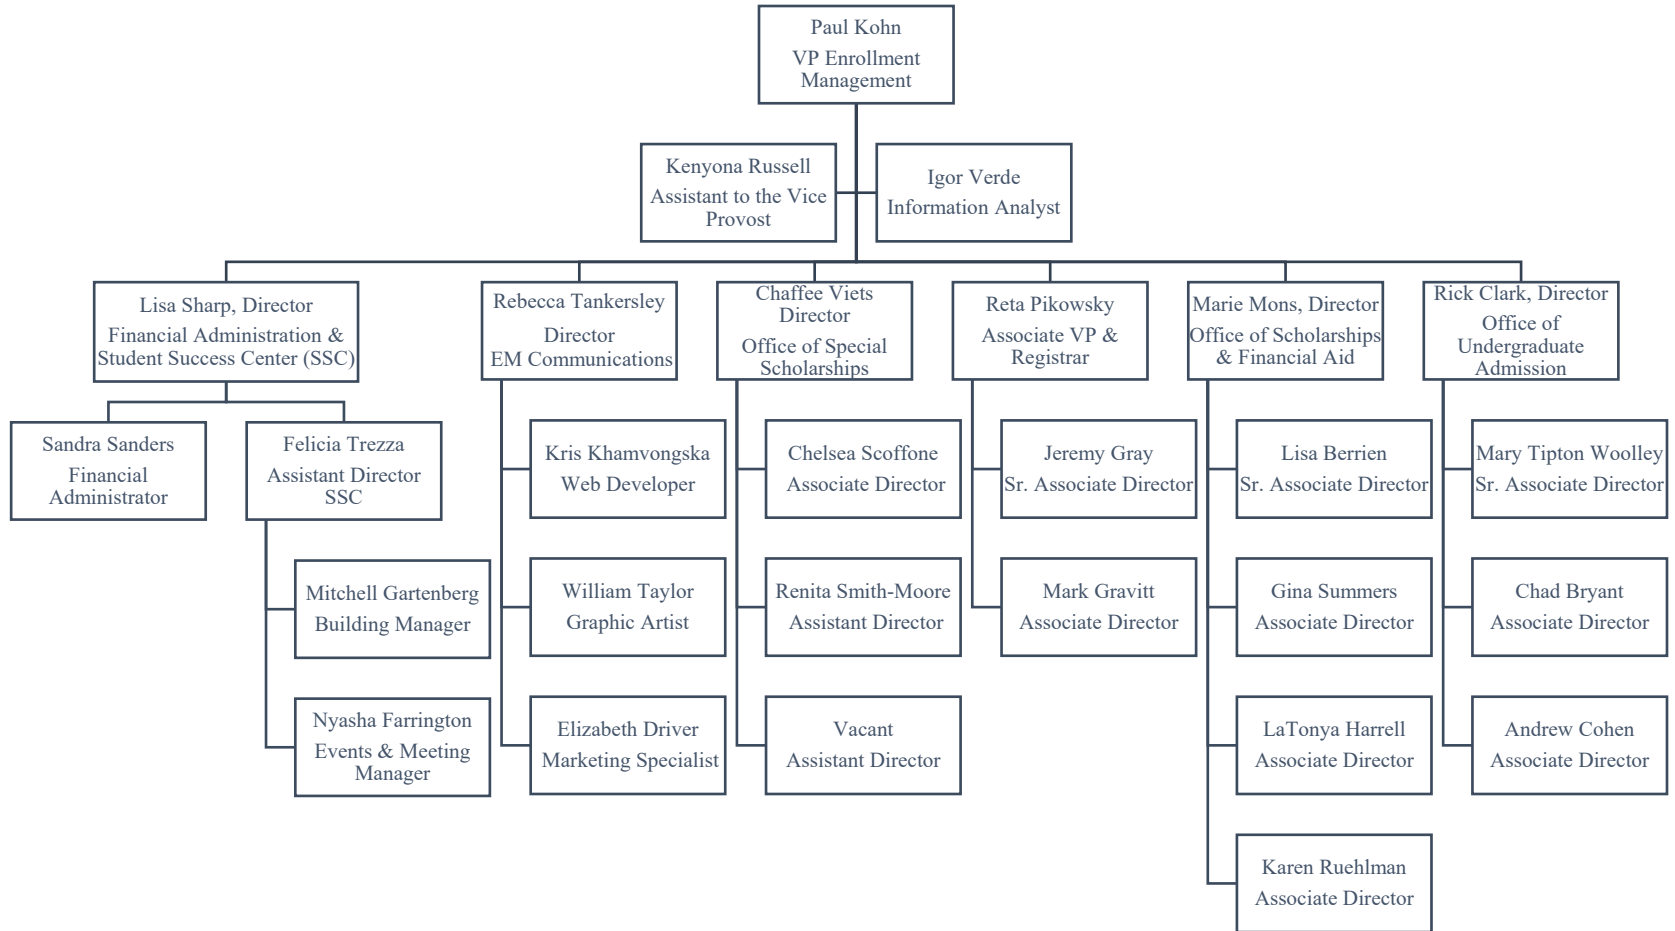 Paul Kohn
VP Enrollment
Management
Kenyona Russell
Assistant to the Vice
Provost
Igor Verde
Information Analyst
Lisa Sharp, Director
Financial Administration &
Student Success Center (SSC)
Rebecca Tankersley
Director
EM Communications
Chaffee Viets
Director
Office of Special
Scholarships
Reta Pikowsky
Associate VP &
Registrar
Marie Mons, Director
Office of Scholarships
& Financial Aid
Rick Clark, Director
Office of
Undergraduate
Admission
Sandra Sanders
Financial
Administrator
Felicia Trezza
Assistant Director
SSC
Mitchell Gartenberg
Building Manager
Nyasha Farrington
Events & Meeting
Manager
Kris Khamvongska
Web Developer
William Taylor
Graphic Artist
Elizabeth Driver
Marketing Specialist
Chelsea Scoffone
Associate Director
Renita Smith-Moore
Assistant Director
Vacant
Assistant Director
Jeremy Gray
Sr. Associate Director
Mark Gravitt
Associate Director
Lisa Berrien
Sr. Associate Director
Gina Summers
Associate Director
LaTonya Harrell
Associate Director
Karen Ruehlman
Associate Director
Mary Tipton Woolley
Sr. Associate Director
Chad Bryant
Associate Director
Andrew Cohen
Associate Director